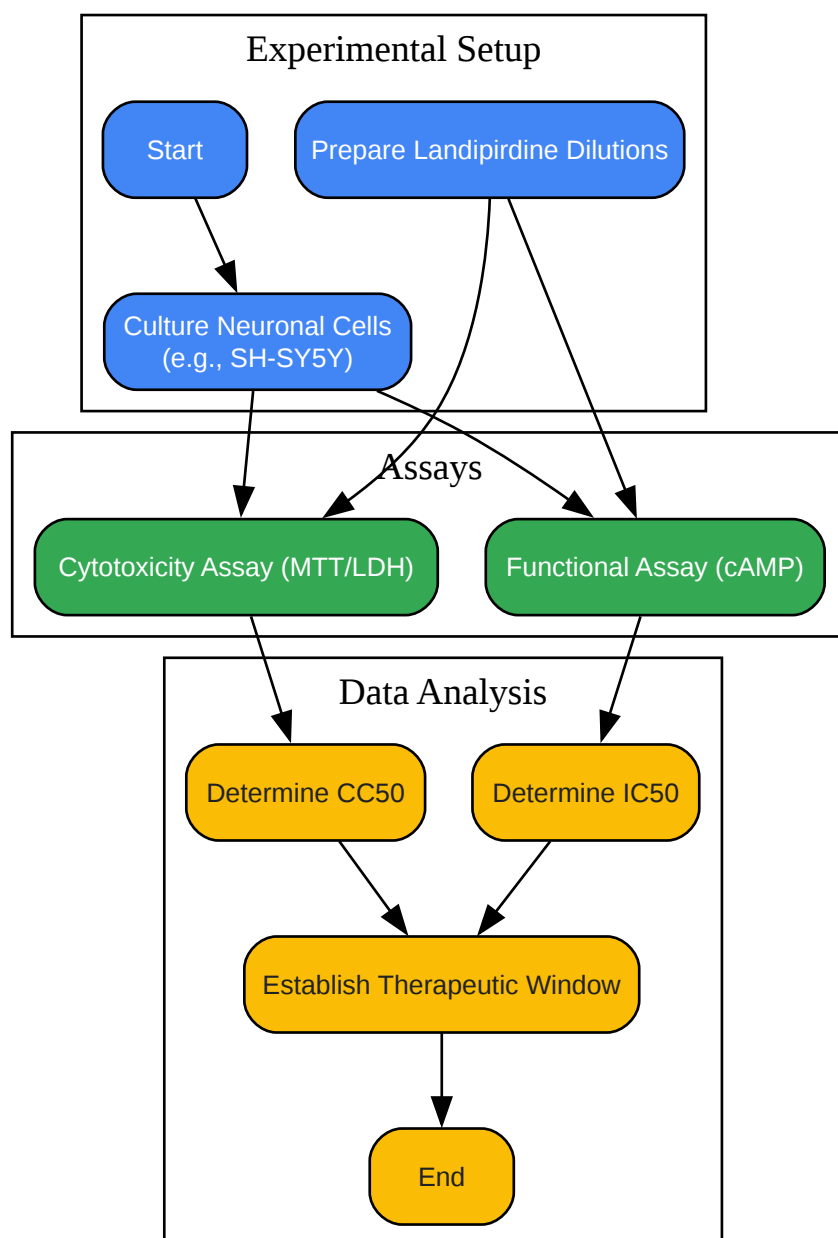 Experimental Setup
Start
Prepare Landipirdine Dilutions
Culture Neuronal Cells
(e.g., SH-SY5Y)
Assays
Cytotoxicity Assay (MTT/LDH)
Functional Assay (cAMP)
Data Analysis
Determine CC50
Determine IC50
Establish Therapeutic Window
End